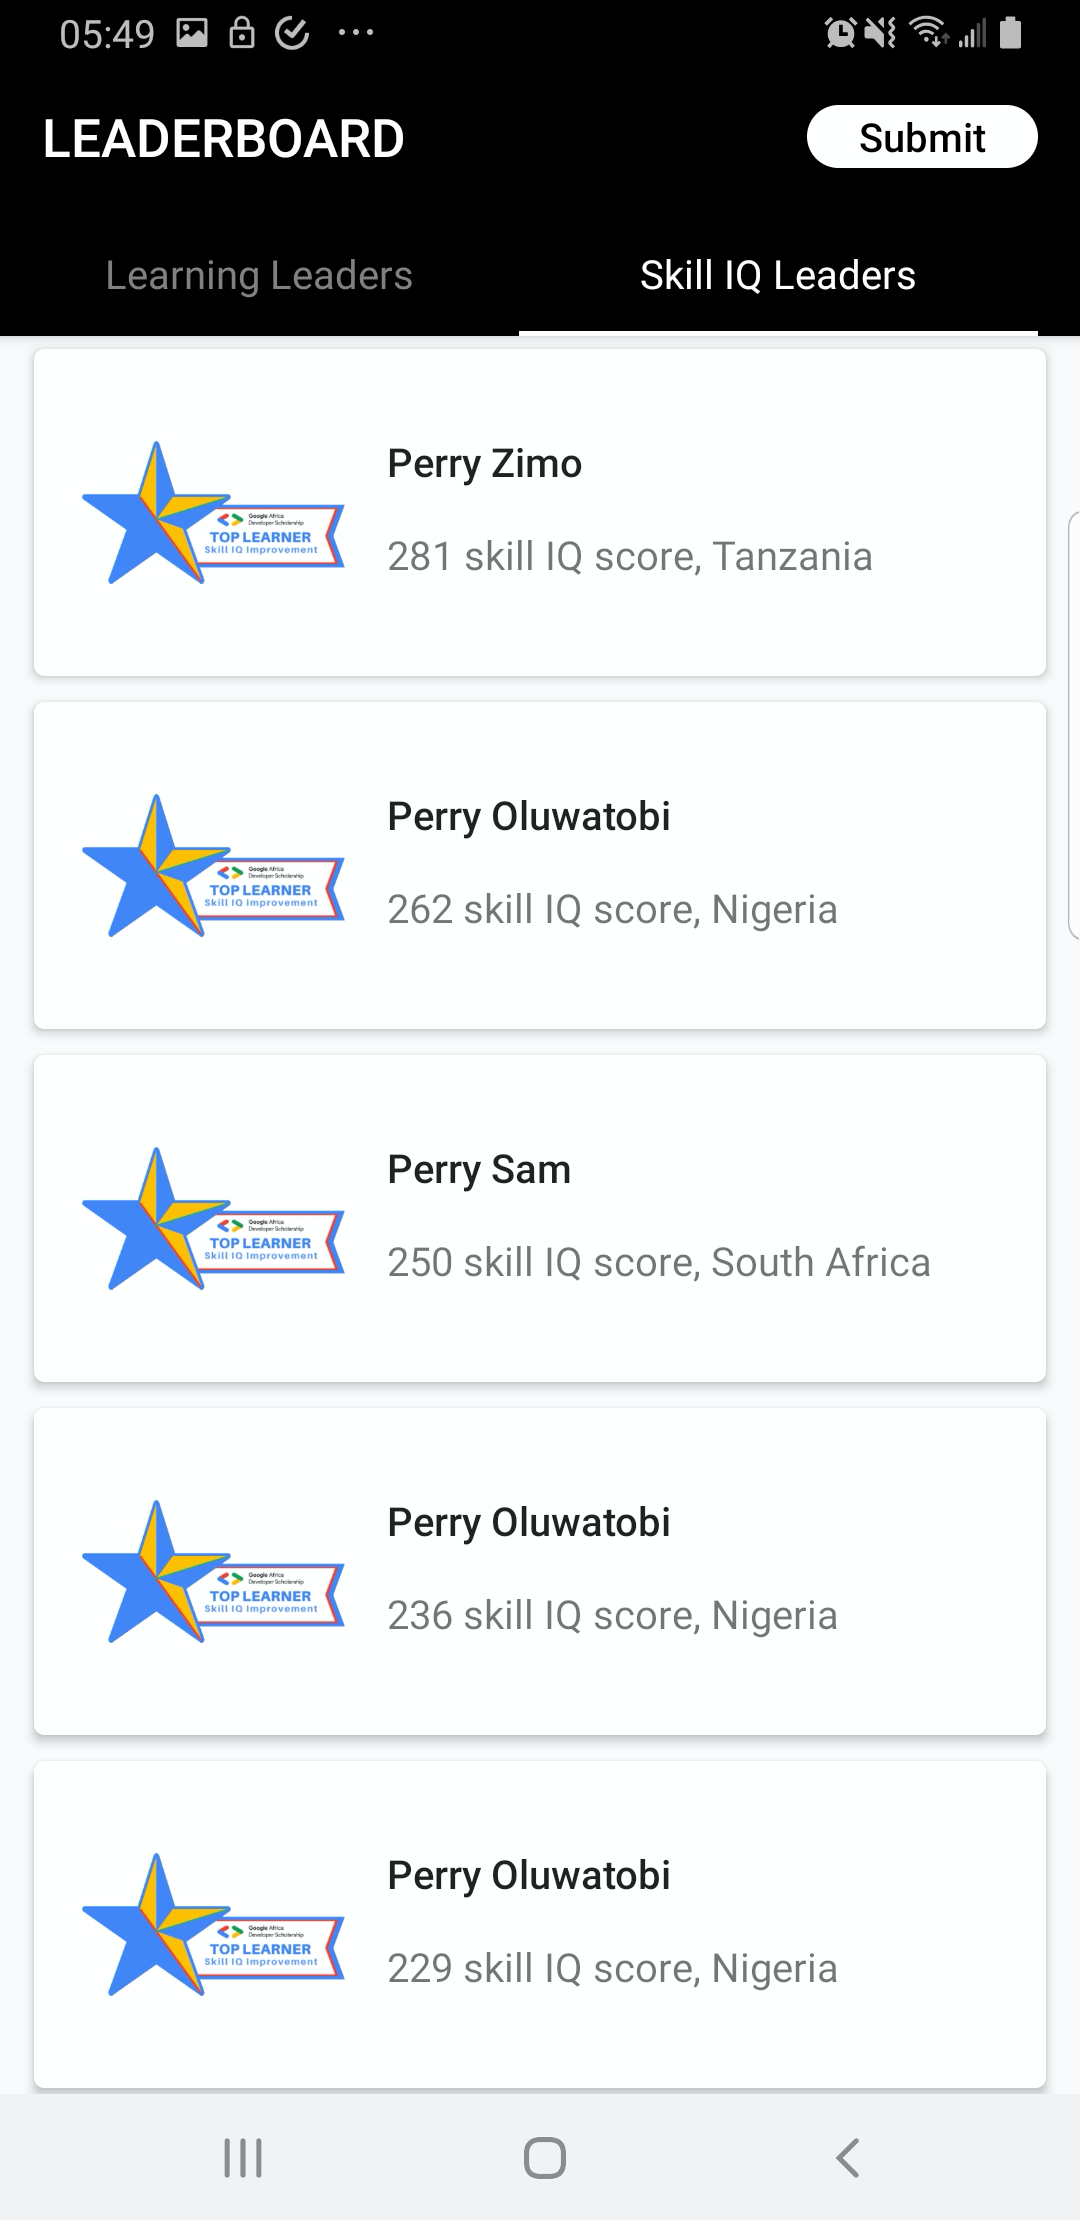 05:49
LEADERBOARD
Submit
Learning Leaders
Skill IQ Leaders
Google Africa
Developer Scholarship
TOP LEARNER
Skill IQ Improvement
Perry Zimo
281 skill IQ score, Tanzania
Google Africa
Developer Scholarship
TOP LEARNER
Skill IQ Improvement
Perry Oluwatobi
262 skill IQ score, Nigeria
Google Africa
Developer Scholarship
TOP LEARNER
Skill IQ Improvement
Perry Sam
250 skill IQ score, South Africa
Google Africa
Developer Scholarship
TOP LEARNER
Skill IQ Improvement
Perry Oluwatobi
236 skill IQ score, Nigeria
Google Africa
Developer Scholarship
TOP LEARNER
Skill IQ Improvement
Perry Oluwatobi
229 skill IQ score, Nigeria